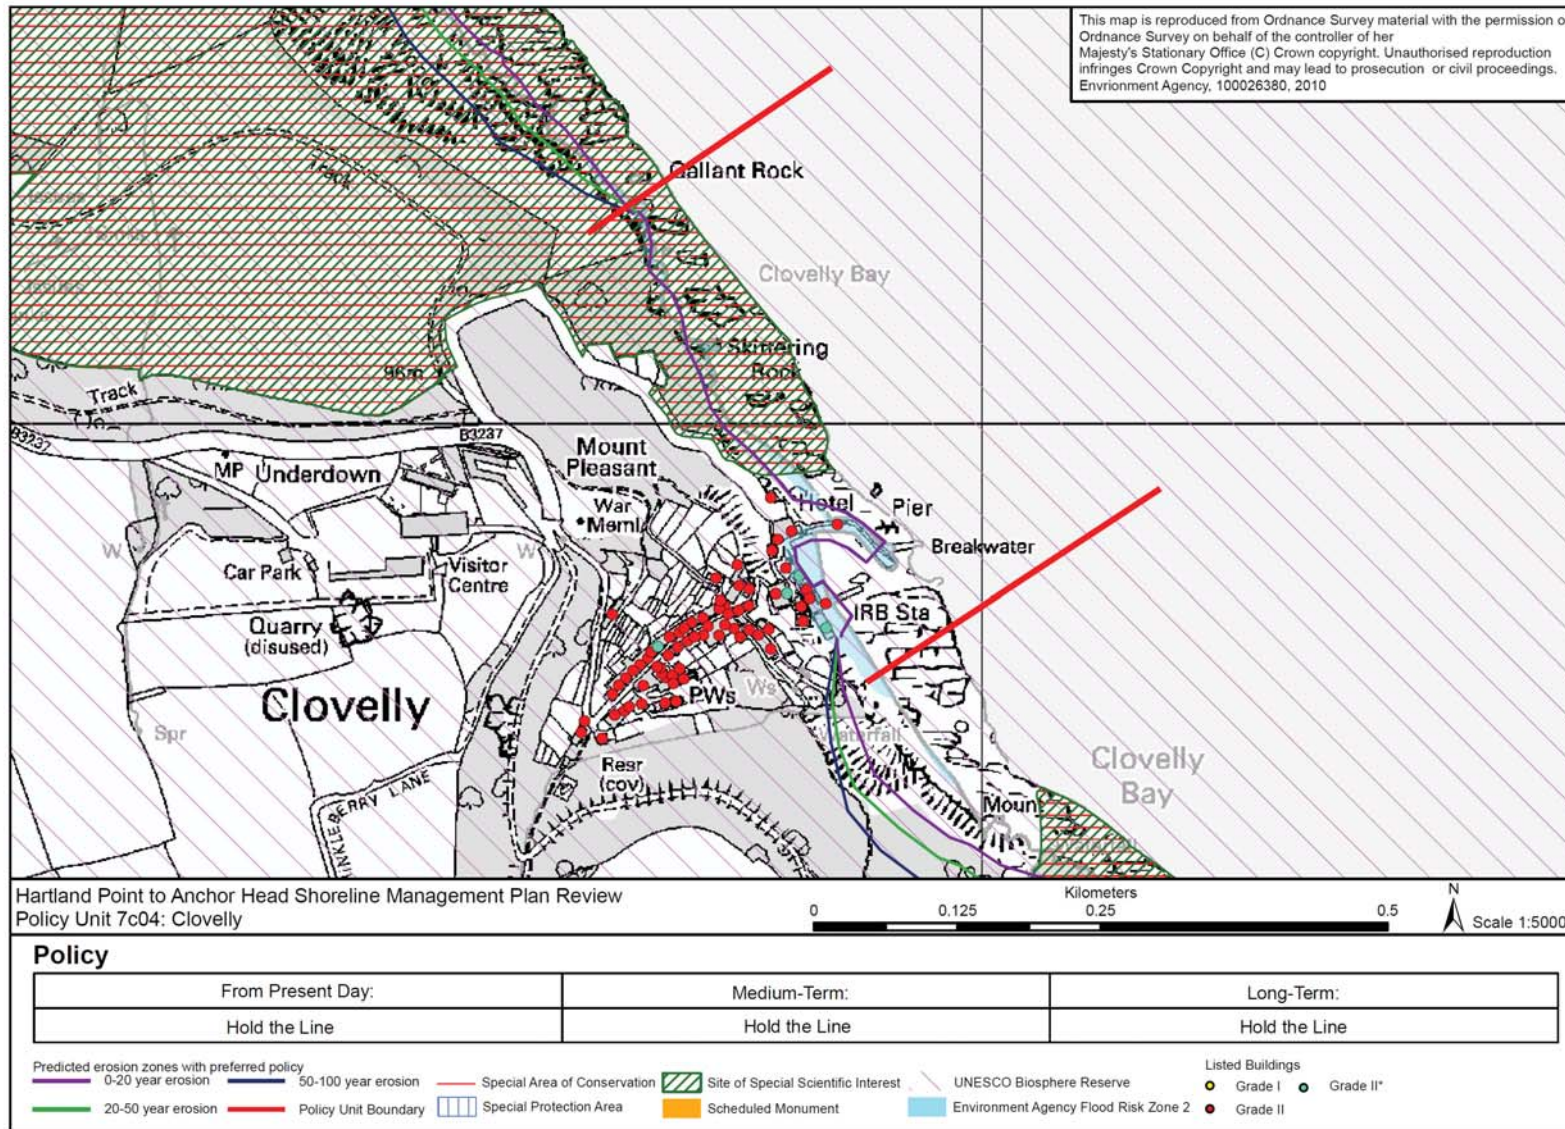 This map is reproduced from Ordnance Survey material with the permission o
Ordnance Survey on behalf of the controller of her
Majesty's Stationary Office (C) Crown copyright. Unauthorised reproduction
infringes Crown Copyright and may lead to prosecution or civil proceedings.
Envrionment Agency, 100026380, 2010
Gallant Rock
Track
Issues
Clovelly Bay
Issues
Skittering
Rock
96m
Track
B3237
B3237
Mount
Pleasant
MP
Underdown
War
Meml
Hotel
Pier
Breakwater
W
W
Car Park
Visitor
Centre
IRB Sta
Quarry
(disused)
Clovelly
PWs
Ws
Spr
Waterfall
Resr
(cov)
Clovelly
Bay
WRINKLEBERRY LANE
Moun
Hartland Point to Anchor Head Shoreline Management Plan Review
Policy Unit 7c04: Clovelly
Kilometers
0 0.125 0.25 0.5
N
Scale 1:5000
Policy
From Present Day: Medium-Term: Long-Term:
Hold the Line Hold the Line Hold the Line
Predicted erosion zones with preferred policy
0-20 year erosion 50-100 year erosion Special Area of Conservation Site of Special Scientific Interest UNESCO Biosphere Reserve
20-50 year erosion Policy Unit Boundary Special Protection Area Scheduled Monument Environment Agency Flood Risk Zone 2
Listed Buildings
Grade I Grade II*
Grade II